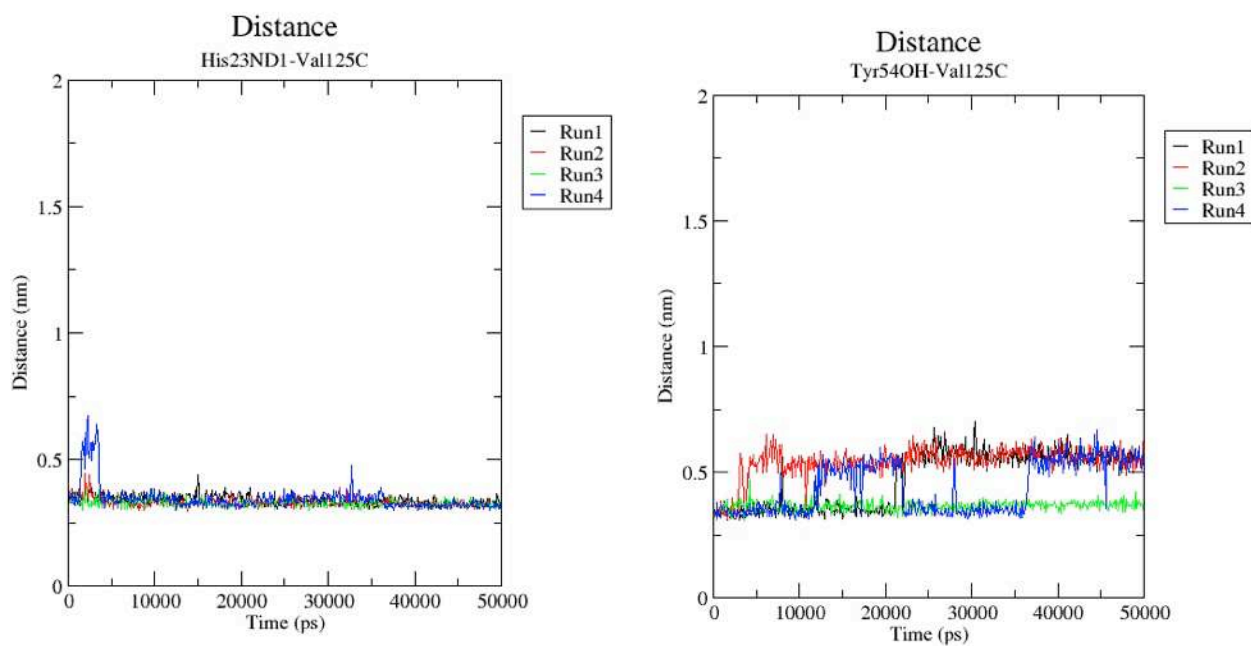 Distance
His23ND1-Val125C
2
1.5
1
0.5
0
Distance (nm)
0 10000 20000 30000 40000 50000
Time (ps)
Run1
Run2
Run3
Run4
Distance
Tyr54OH-Val125C
2
1.5
1
0.5
0
Distance (nm)
0 10000 20000 30000 40000 50000
Time (ps)
Run1
Run2
Run3
Run4